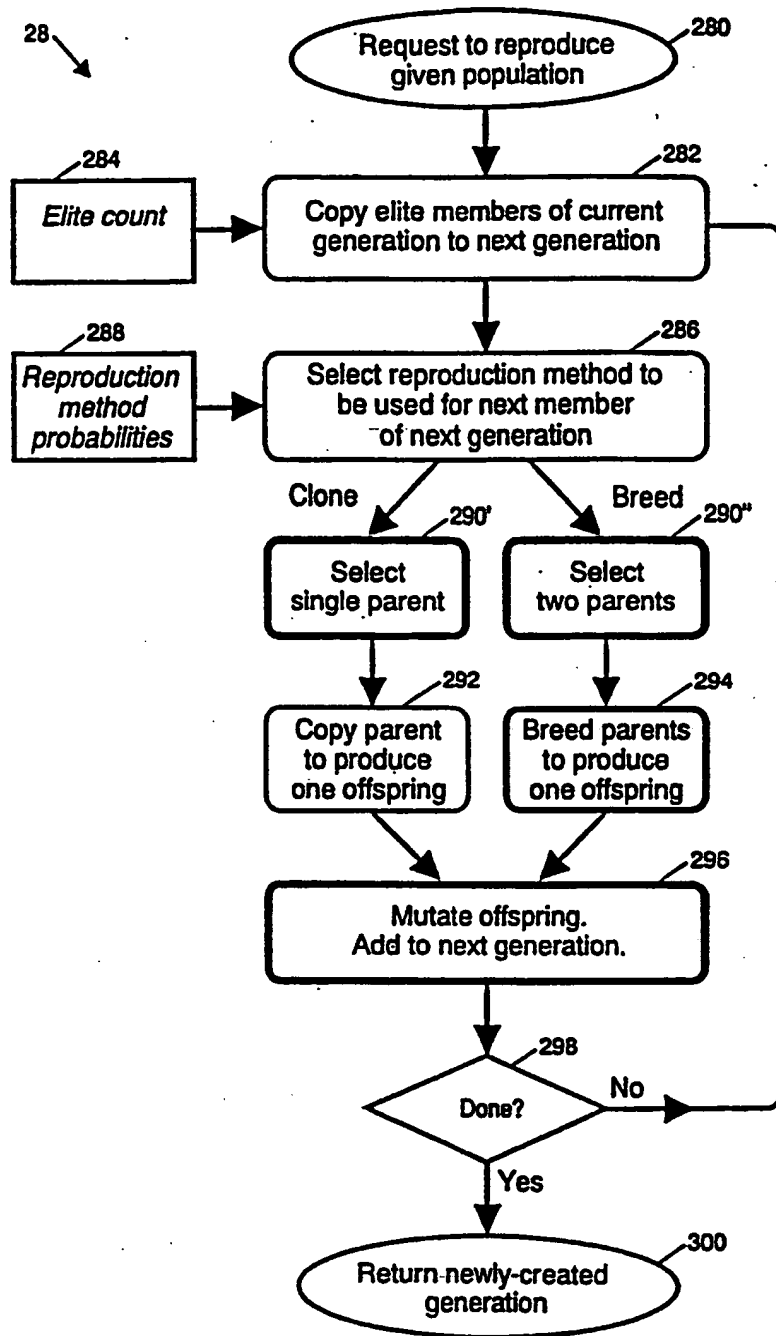 28
Request to reproduce
given population
280
284
Elite count
282
Copy elite members of current
generation to next generation
288
Reproduction
method
probabilities
286
Select reproduction method to
be used for next member
of next generation
Clone
Breed
290'
Select
single parent
290"
Select
two parents
292
Copy parent
to produce
one offspring
294
Breed parents
to produce
one offspring
296
Mutate offspring.
Add to next generation.
298
Done?
No
Yes
300
Return newly-created
generation